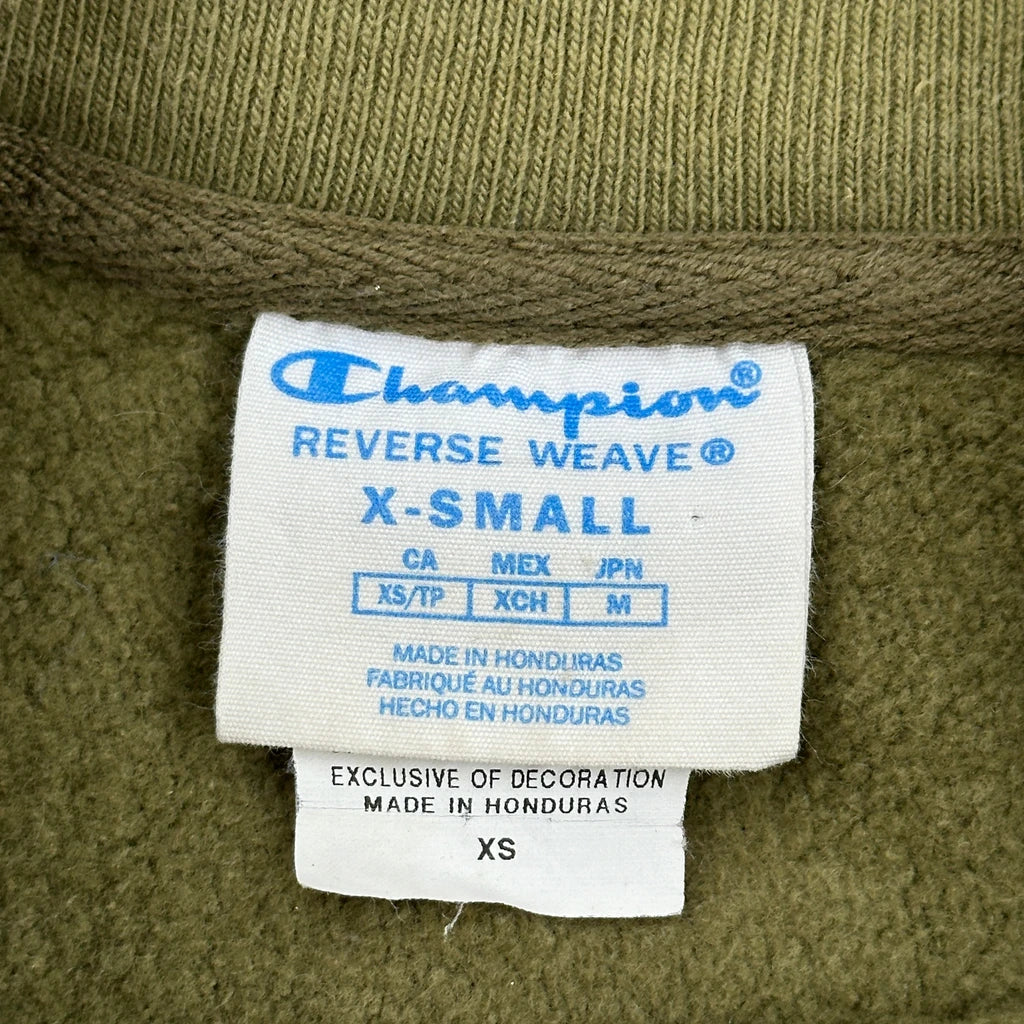 Champion®
REVERSE WEAVE®
X-SMALL
CA MEX JPN
XS/TP XCH M
MADE IN HONDURAS
FABRIQUÉ AU HONDURAS
HECHO EN HONDURAS
EXCLUSIVE OF DECORATION
MADE IN HONDURAS
XS